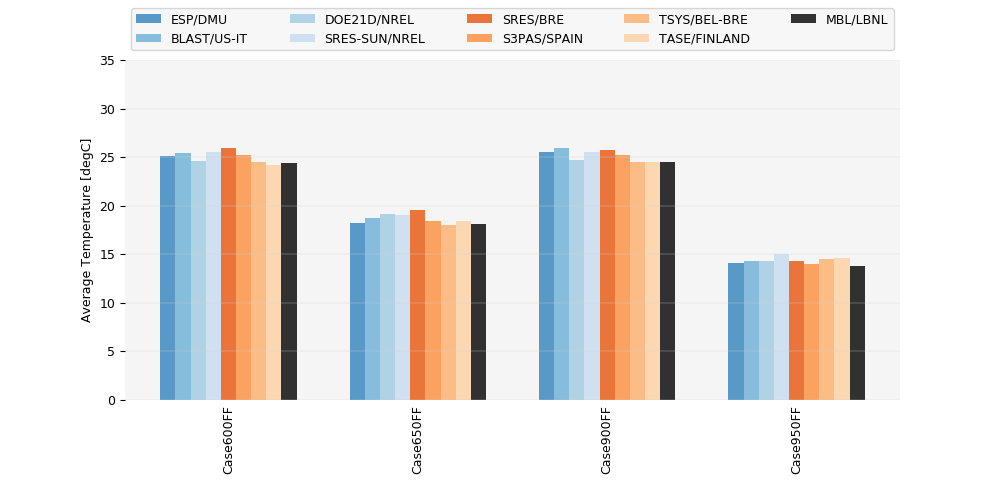 ESP/DMU DOE21D/NREL SRES/BRE TSYS/BEL-BRE MBL/LBNL
BLAST/US-IT SRES-SUN/NREL S3PAS/SPAIN TASE/FINLAND
35
30
25
20
15
10
5
0
Average Temperature [degC]
Case600FF
Case650FF
Case900FF
Case950FF